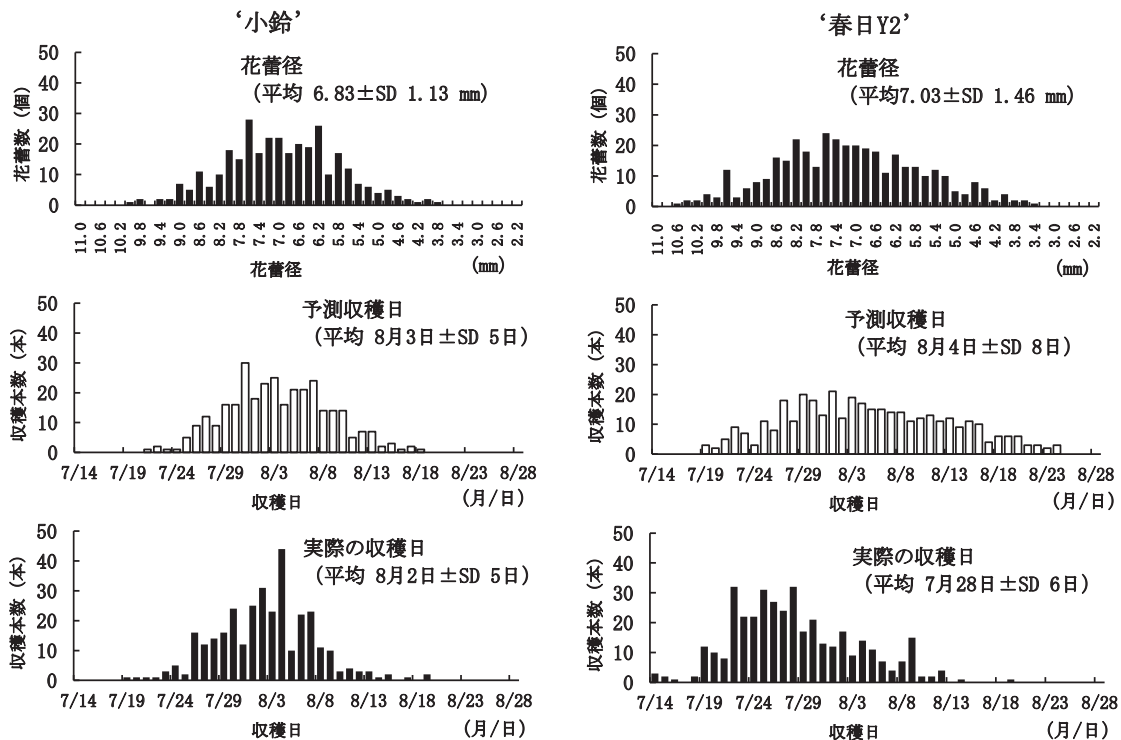 ‘小鈴’
50
40
30
20
10
0
花蕾数 (個)
花蕾径
(平均 6.83±SD 1.13 mm)
11.0 10.6 10.2 9.8 9.4 9.0 8.6 8.2 7.8 7.4 7.0 6.6 6.2 5.8 5.4 5.0 4.6 4.2 3.8 3.4 3.0 2.6 2.2
花蕾径 (mm)
50
40
30
20
10
0
収穫本数 (本)
予測収穫日
(平均 8月3日±SD 5日)
7/14 7/19 7/24 7/29 8/3 8/8 8/13 8/18 8/23 8/28
収穫日 (月/日)
50
40
30
20
10
0
収穫本数 (本)
実際の収穫日
(平均 8月2日±SD 5日)
7/14 7/19 7/24 7/29 8/3 8/8 8/13 8/18 8/23 8/28
収穫日 (月/日)
‘春日Y2’
50
40
30
20
10
0
花蕾数 (個)
花蕾径
(平均7.03±SD 1.46 mm)
11.0 10.6 10.2 9.8 9.4 9.0 8.6 8.2 7.8 7.4 7.0 6.6 6.2 5.8 5.4 5.0 4.6 4.2 3.8 3.4 3.0 2.6 2.2
花蕾径 (mm)
50
40
30
20
10
0
収穫本数 (本)
予測収穫日
(平均 8月4日±SD 8日)
7/14 7/19 7/24 7/29 8/3 8/8 8/13 8/18 8/23 8/28
収穫日 (月/日)
50
40
30
20
10
0
収穫本数 (本)
実際の収穫日
(平均 7月28日±SD 6日)
7/14 7/19 7/24 7/29 8/3 8/8 8/13 8/18 8/23 8/28
収穫日 (月/日)